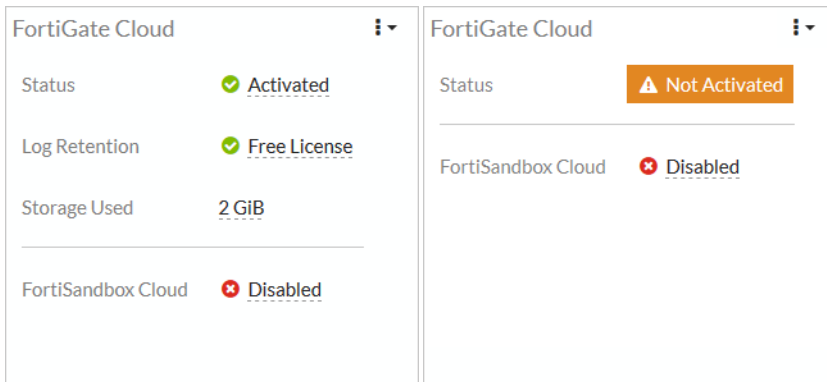 FortiGate Cloud
Status Activated
Log Retention Free License
Storage Used 2 GiB
FortiSandbox Cloud Disabled
FortiGate Cloud
Status Not Activated
FortiSandbox Cloud Disabled